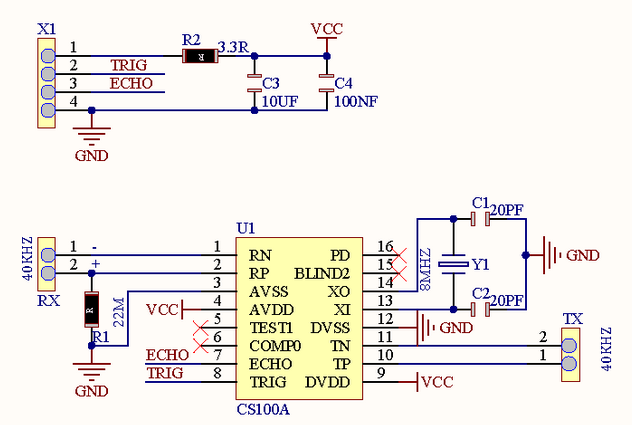 X1
1
2 TRIG
3 ECHO
4
GND
R2 3.3R
R
VCC
C3
10UF
C4
100NF
U1
40KHZ
1 -
2 +
RX
R
R1
22M
GND
VCC
ECHO
TRIG
1 RN PD 16
2 RP BLIND2 15
3 AVSS XO 14
4 AVDD XI 13
5 TEST1 DVSS 12
6 COMP0 TN 11
7 ECHO TP 10
8 TRIG DVDD 9
CS100A
8MHZ
Y1
C1 20PF
C2 20PF
GND
GND
VCC
TX
2
1
40KHZ